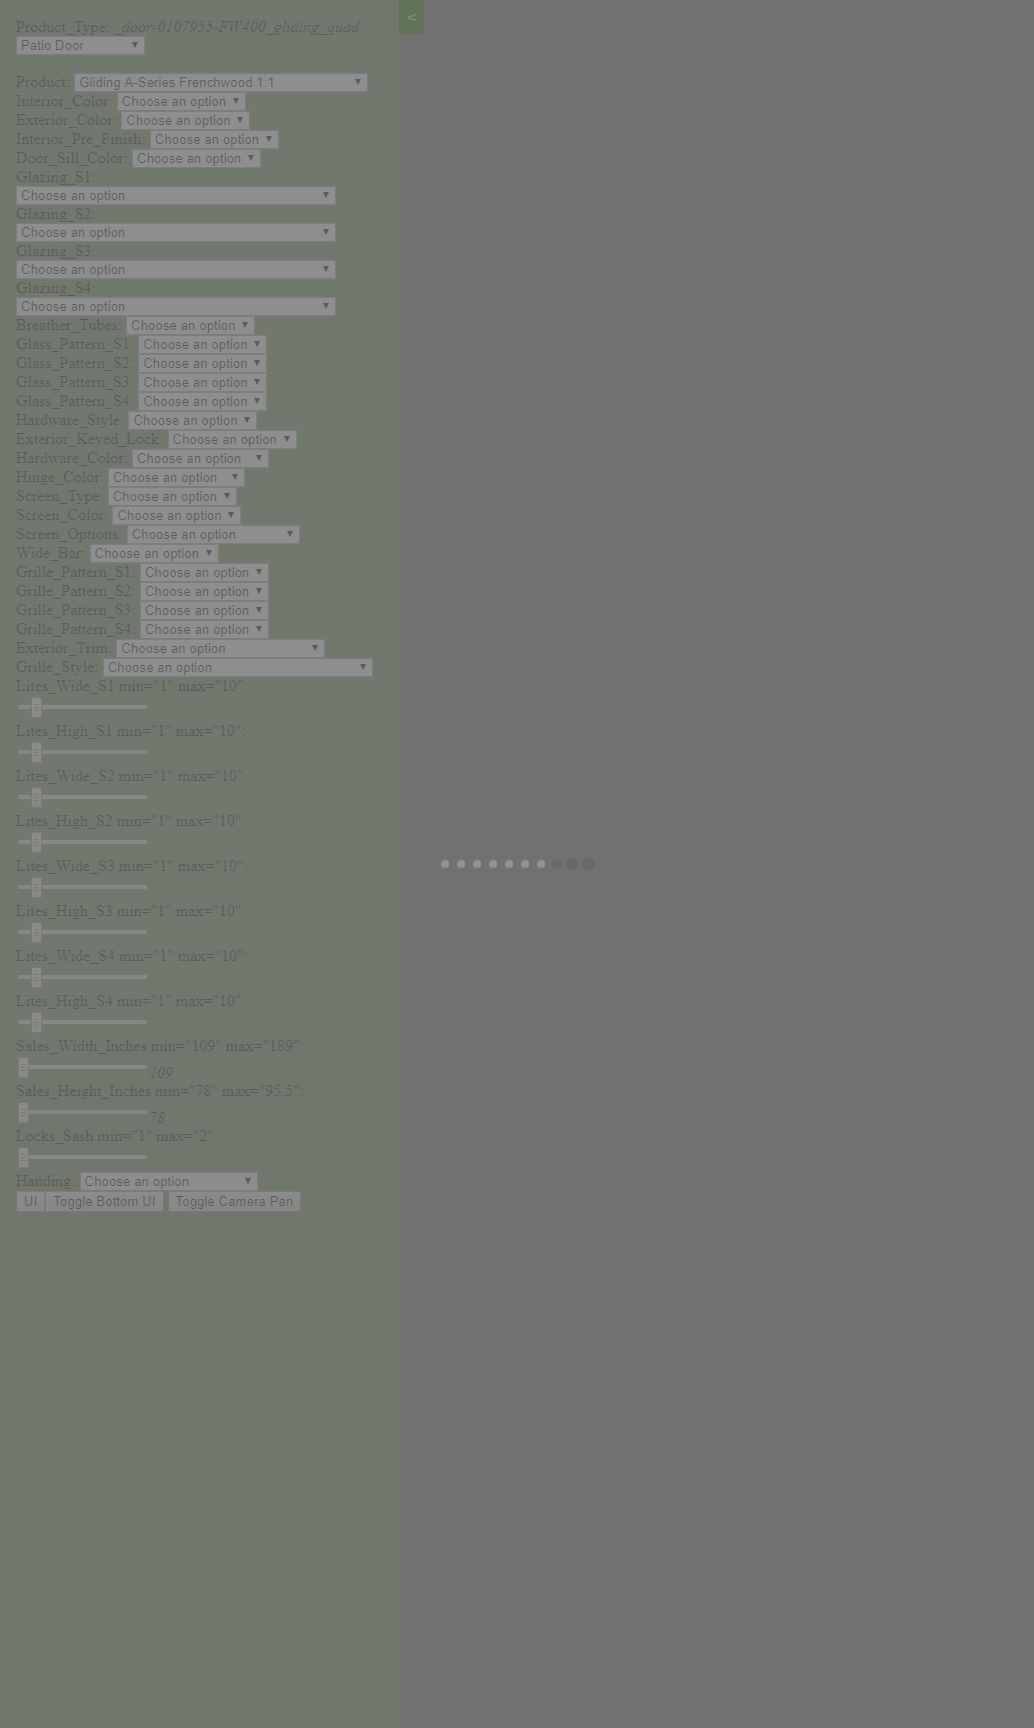 Product_Type: _door-0107955-FW400_gliding_quad
<
Patio Door
Product: Gliding A-Series Frenchwood 1:1
Interior_Color: Choose an option
Exterior_Color: Choose an option
Interior_Pre_Finish: Choose an option
Door_Sill_Color: Choose an option
Glazing_S1:
Choose an option
Glazing_S2:
Choose an option
Glazing_S3:
Choose an option
Glazing_S4:
Choose an option
Breather_Tubes: Choose an option
Glass_Pattern_S1: Choose an option
Glass_Pattern_S2: Choose an option
Glass_Pattern_S3: Choose an option
Glass_Pattern_S4: Choose an option
Hardware_Style: Choose an option
Exterior_Keyed_Lock: Choose an option
Hardware_Color: Choose an option
Hinge_Color: Choose an option
Screen_Type: Choose an option
Screen_Color: Choose an option
Screen_Options: Choose an option
Wide_Bar: Choose an option
Grille_Pattern_S1: Choose an option
Grille_Pattern_S2: Choose an option
Grille_Pattern_S3: Choose an option
Grille_Pattern_S4: Choose an option
Exterior_Trim: Choose an option
Grille_Style: Choose an option
Lites_Wide_S1 min="1" max="10":
Lites_High_S1 min="1" max="10":
Lites_Wide_S2 min="1" max="10":
Lites_High_S2 min="1" max="10":
Lites_Wide_S3 min="1" max="10":
Lites_High_S3 min="1" max="10":
Lites_Wide_S4 min="1" max="10":
Lites_High_S4 min="1" max="10":
Sales_Width_Inches min="109" max="189":
109
Sales_Height_Inches min="78" max="95.5":
78
Locks_Sash min="1" max="2":
Handing: Choose an option
UI Toggle Bottom UI Toggle Camera Pan